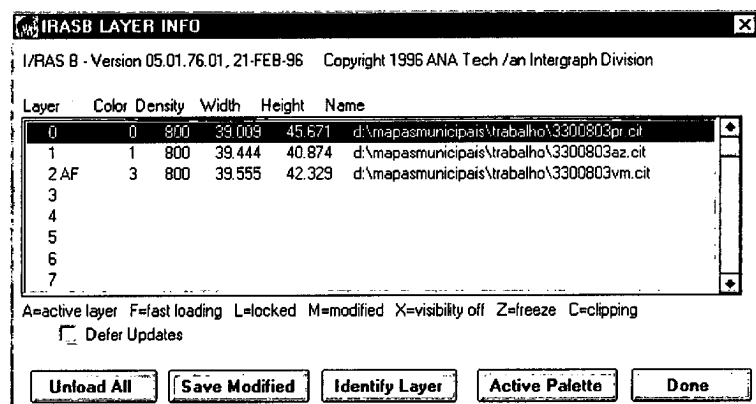 IRASB LAYER INFO
I/RAS B - Version 05.01.76.01, 21-FEB-96 Copyright 1996 ANA Tech /an Intergraph Division
Layer Color Density Width Height Name
0 0 800 39.009 45.671 d:\mapasmunicipais\trabalho\3300803pr.cit
1 1 800 39.444 40.874 d:\mapasmunicipais\trabalho\3300803az.cit
2 AF 3 800 39.555 42.329 d:\mapasmunicipais\trabalho\3300803vm.cit
3
4
5
6
7
A=active layer F=fast loading L=locked M=modified X=visibility off Z=freeze C=clipping
Defer Updates
Unload All Save Modified Identify Layer Active Palette Done